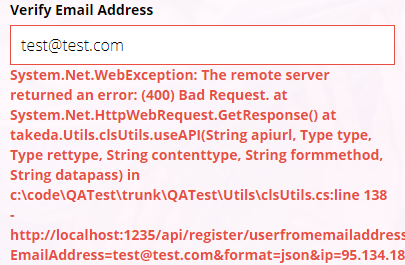 Verify Email Address
test@test.com
System.Net.WebException: The remote server
returned an error: (400) Bad Request. at
System.Net.HttpWebRequest.GetResponse() at
takeda.Utils.clsUtils.useAPI(String apiurl, Type type,
Type rettype, String contenttype, String formmethod,
String datapass) in
c:\code\QATest\trunk\QATest\Utils\clsUtils.cs:line 138
-
http://localhost:1235/api/register/userfromemailaddress
EmailAddress=test@test.com&format=json&ip=95.134.18